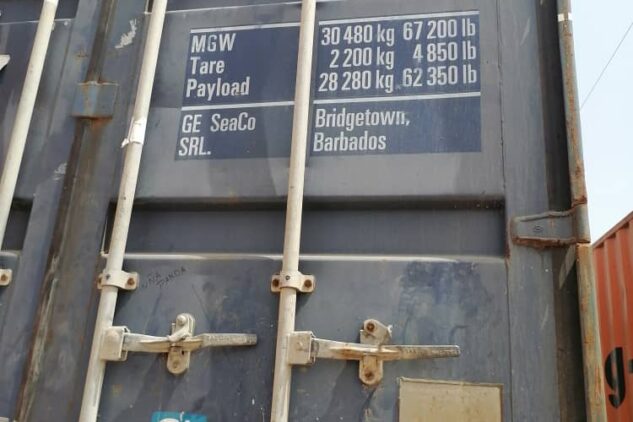 MGW 30 480 kg 67 200 lb
Tare 2 200 kg 4 850 lb
Payload 28 280 kg 62 350 lb
GE SeaCo Bridgetown,
SRL. Barbados
PANDA
g